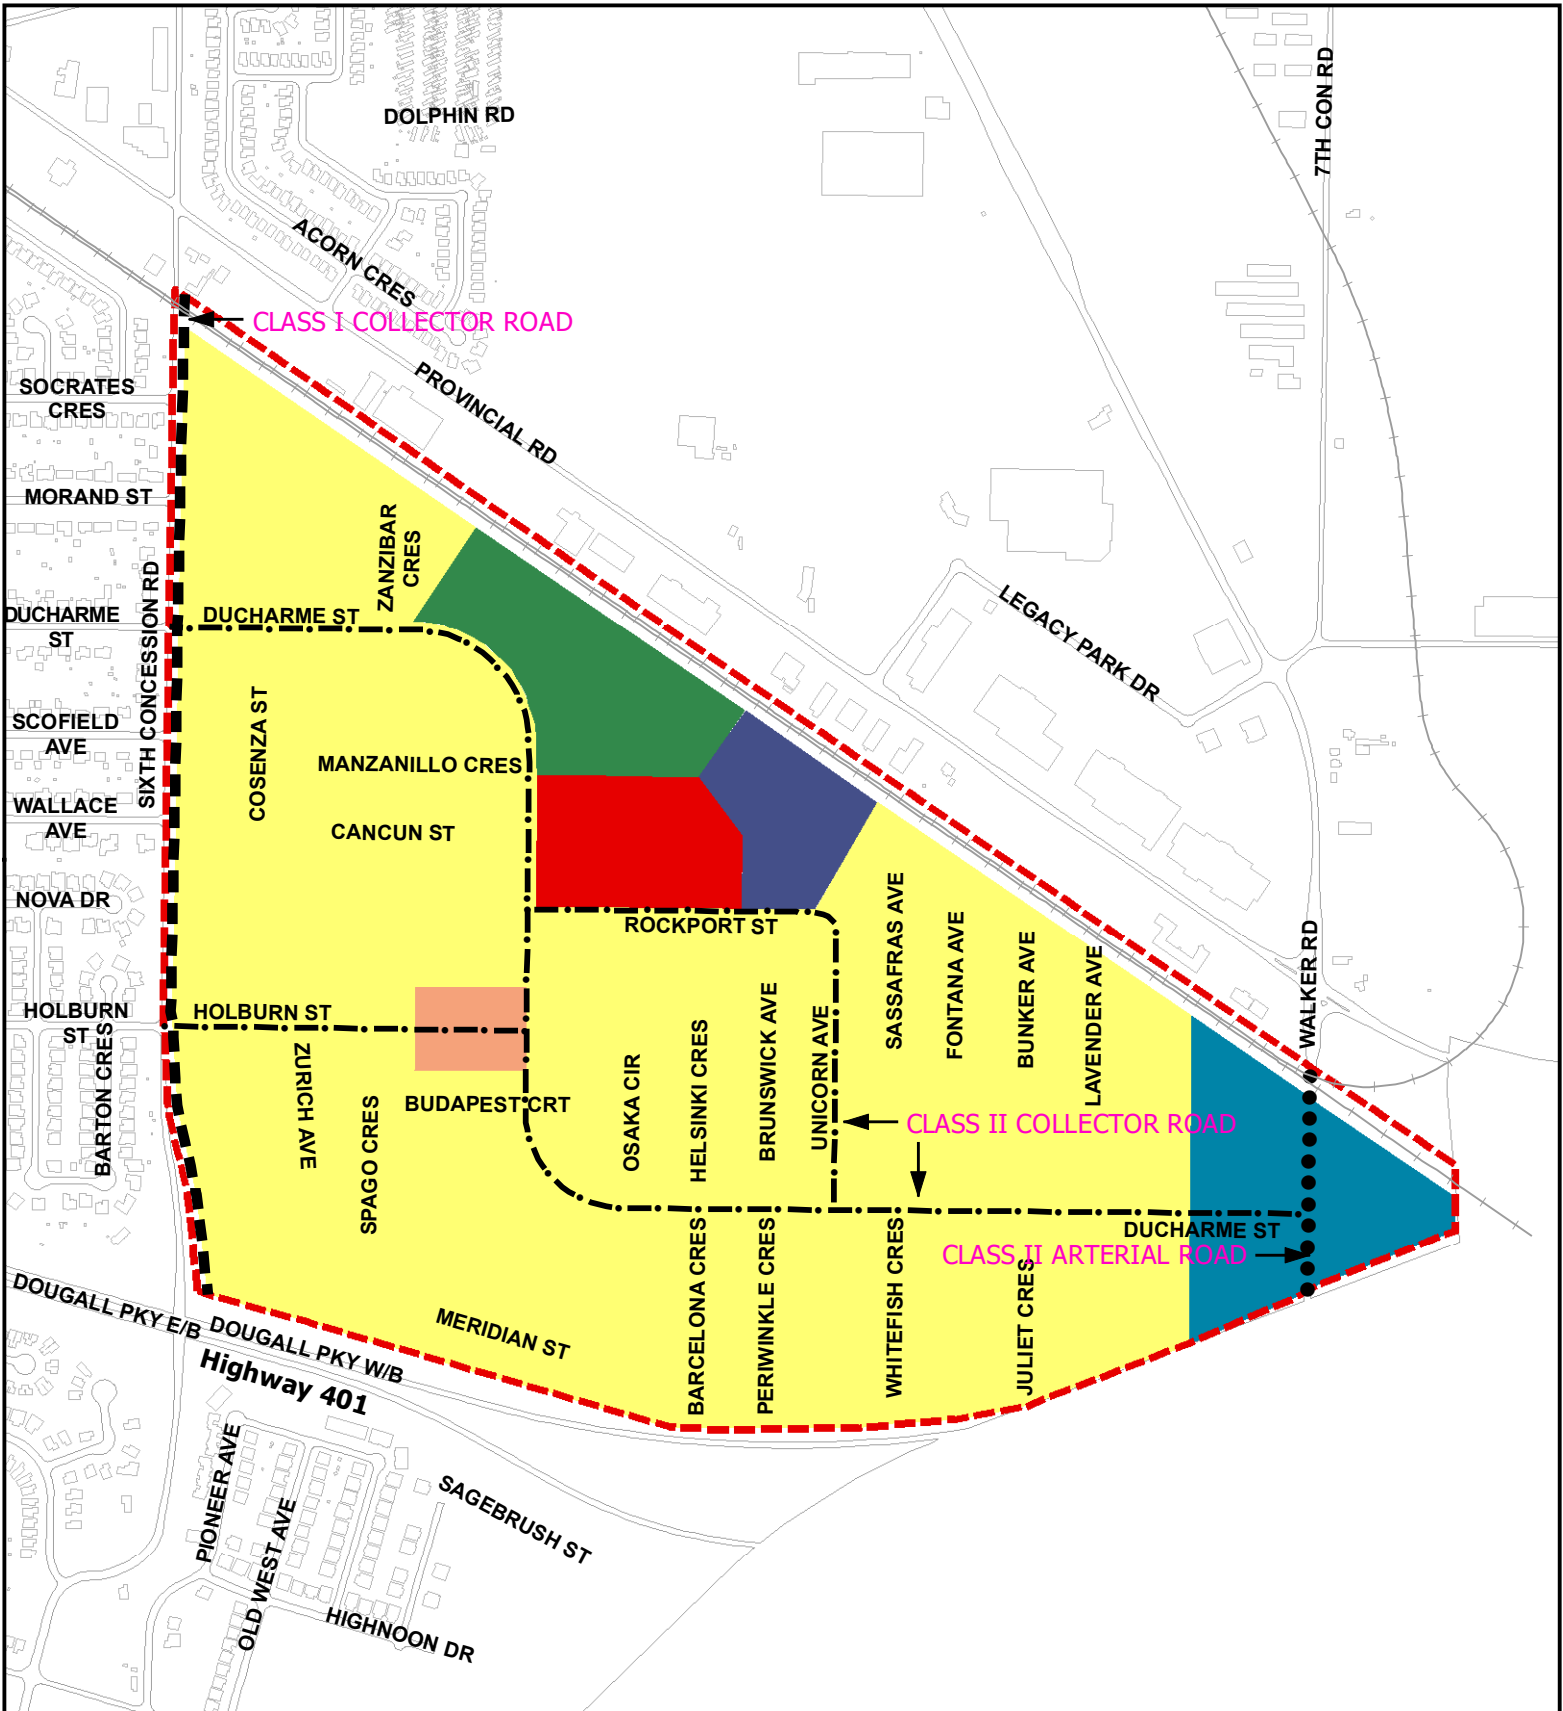 DOLPHIN RD
7TH CON RD
ACORN CRES
CLASS I COLLECTOR ROAD
SOCRATES
CRES
PROVINCIAL RD
MORAND ST
ZANZIBAR
CRES
DUCHARME
ST
DUCHARME ST
LEGACY PARK DR
SIXTH CONCESSION RD
SCOFIELD
AVE
COSENZA ST
MANZANILLO CRES
WALLACE
AVE
CANCUN ST
NOVA DR
ROCKPORT ST
SASSAFRAS AVE
FONTANA AVE
BUNKER AVE
LAVENDER AVE
WALKER RD
HOLBURN
ST
HOLBURN ST
BARTON CRES
ZURICH AVE
SPAGO CRES
BUDAPEST CRT
OSAKA CIR
HELSINKI CRES
BRUNSWICK AVE
UNICORN AVE
CLASS II COLLECTOR ROAD
DUCHARME ST
CLASS II ARTERIAL ROAD
BARCELONA CRES
PERIWINKLE CRES
WHITEFISH CRES
JULIET CRES
MERIDIAN ST
DOUGALL PKY E/B
DOUGALL PKY W/B
Highway 401
PIONEER AVE
OLD WEST AVE
SAGEBRUSH ST
HIGHNOON DR